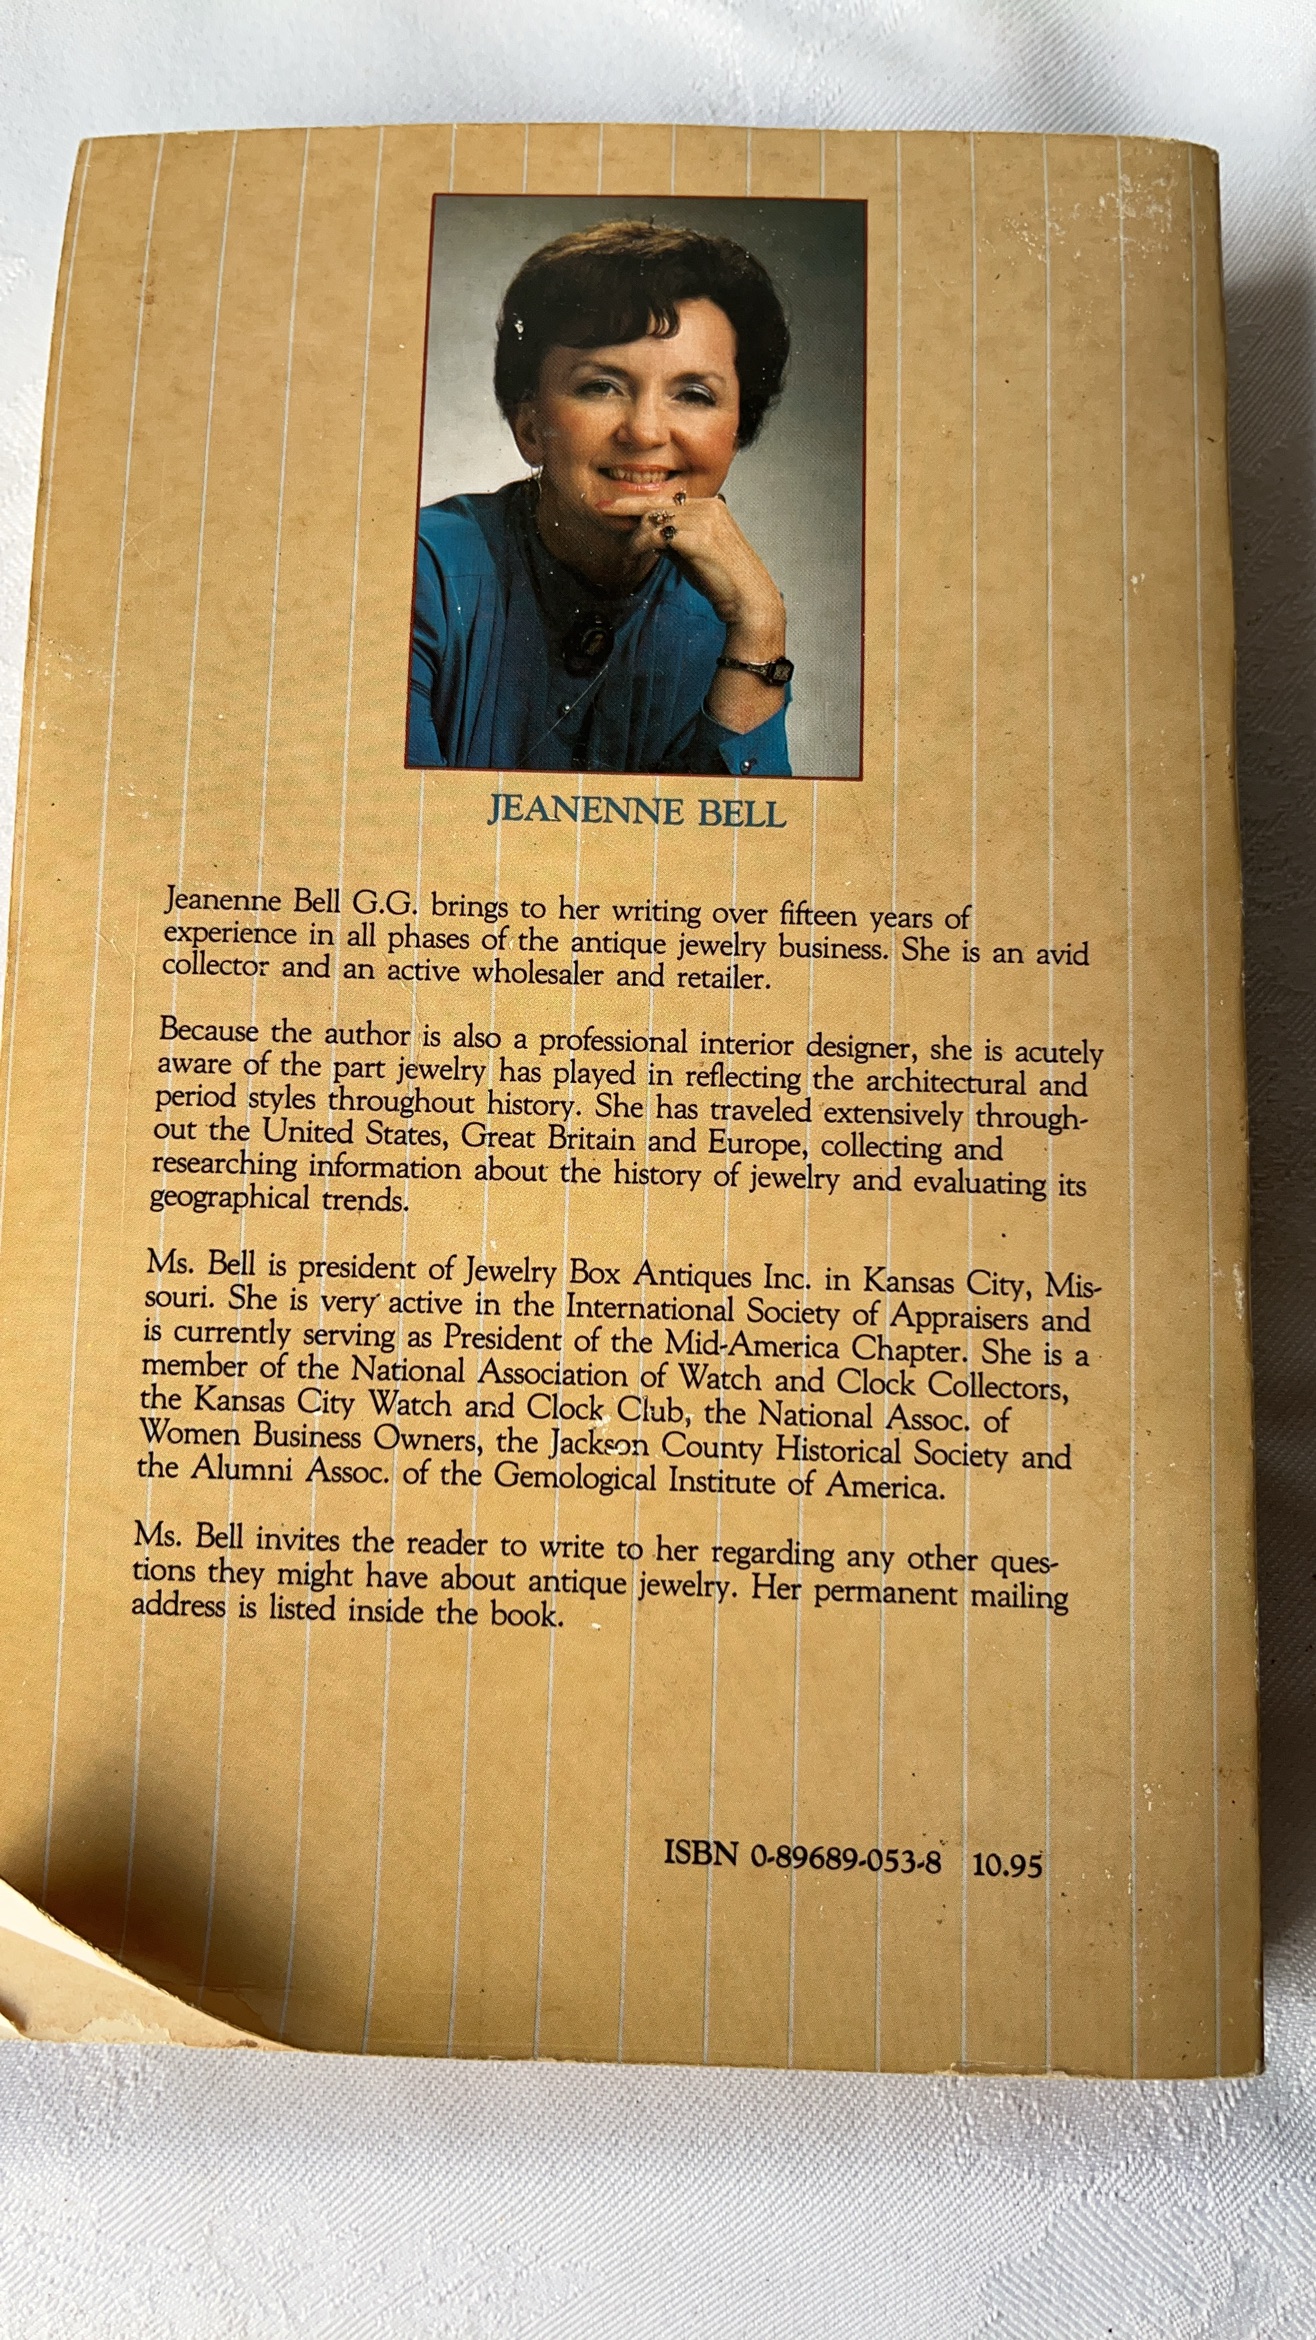 JEANENNE BELL
Jeanenne Bell G.G. brings to her writing over fifteen years of
experience in all phases of the antique jewelry business. She is an avid
collector and an active wholesaler and retailer.
Because the author is also a professional interior designer, she is acutely
aware of the part jewelry has played in reflecting the architectural and
period styles throughout history. She has traveled extensively through-
out the United States, Great Britain and Europe, collecting and
researching information about the history of jewelry and evaluating its
geographical trends.
Ms. Bell is president of Jewelry Box Antiques Inc. in Kansas City, Mis-
souri. She is very active in the International Society of Appraisers and
is currently serving as President of the Mid-America Chapter. She is a
member of the National Association of Watch and Clock Collectors,
the Kansas City Watch and Clock Club, the National Assoc. of
Women Business Owners, the Jackson County Historical Society and
the Alumni Assoc. of the Gemological Institute of America.
Ms. Bell invites the reader to write to her regarding any other ques-
tions they might have about antique jewelry. Her permanent mailing
address is listed inside the book.
ISBN 0-89689-053-8 10.95